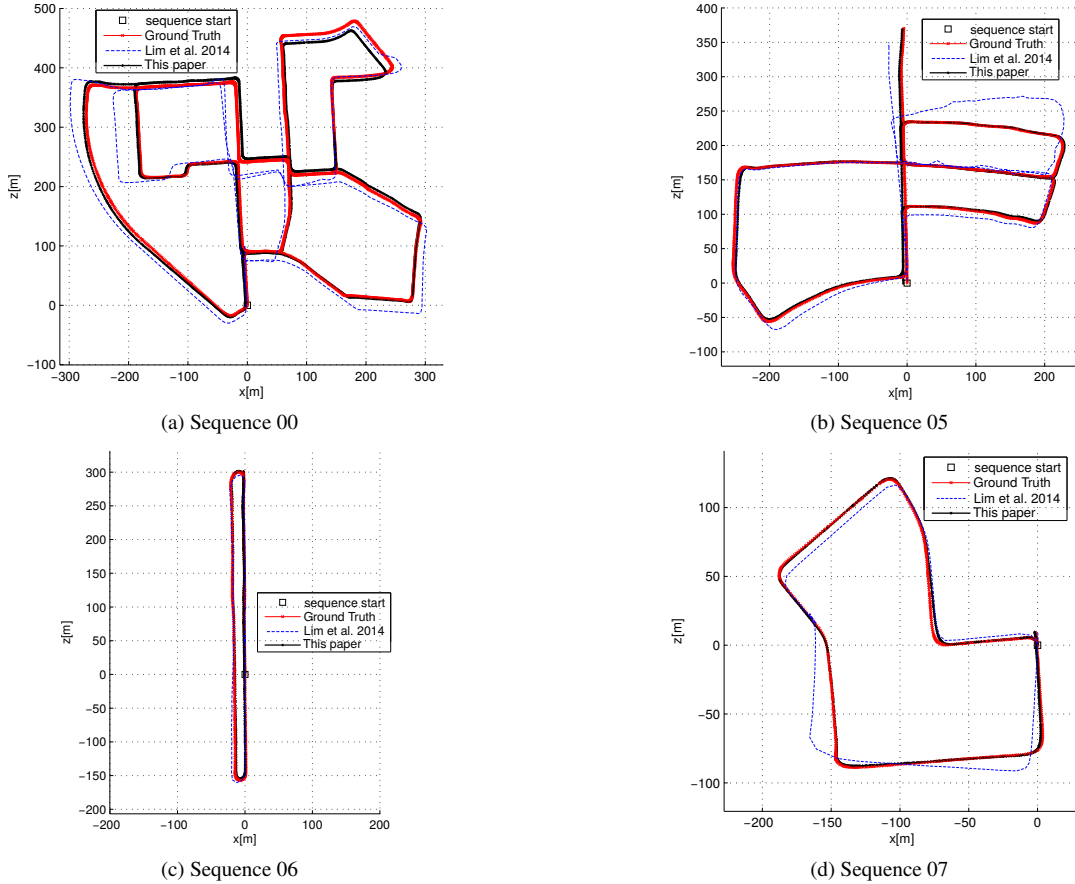 500
400
300
200
100
0
−100
z[m]
−300 −200 −100 0 100 200 300
x[m]
sequence start
Ground Truth
Lim et al. 2014
This paper
(a) Sequence 00
400
350
300
250
200
150
100
50
0
−50
−100
z[m]
−200 −100 0 100 200
x[m]
sequence start
Ground Truth
Lim et al. 2014
This paper
(b) Sequence 05
300
250
200
150
100
50
0
−50
−100
−150
−200
z[m]
−200 −100 0 100 200
x[m]
sequence start
Ground Truth
Lim et al. 2014
This paper
(c) Sequence 06
100
50
0
−50
−100
z[m]
−200 −150 −100 −50 0
x[m]
sequence start
Ground Truth
Lim et al. 2014
This paper
(d) Sequence 07